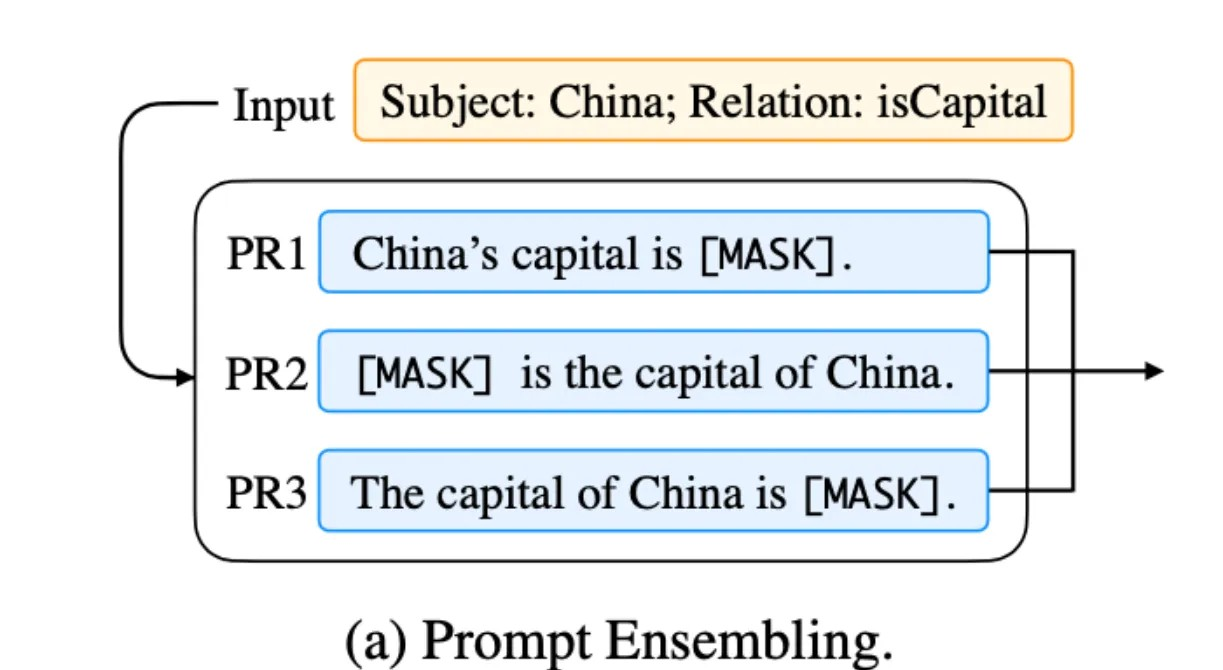 Input Subject: China; Relation: isCapital
PR1 China’s capital is [MASK].
PR2 [MASK] is the capital of China.
PR3 The capital of China is [MASK].
(a) Prompt Ensembling.